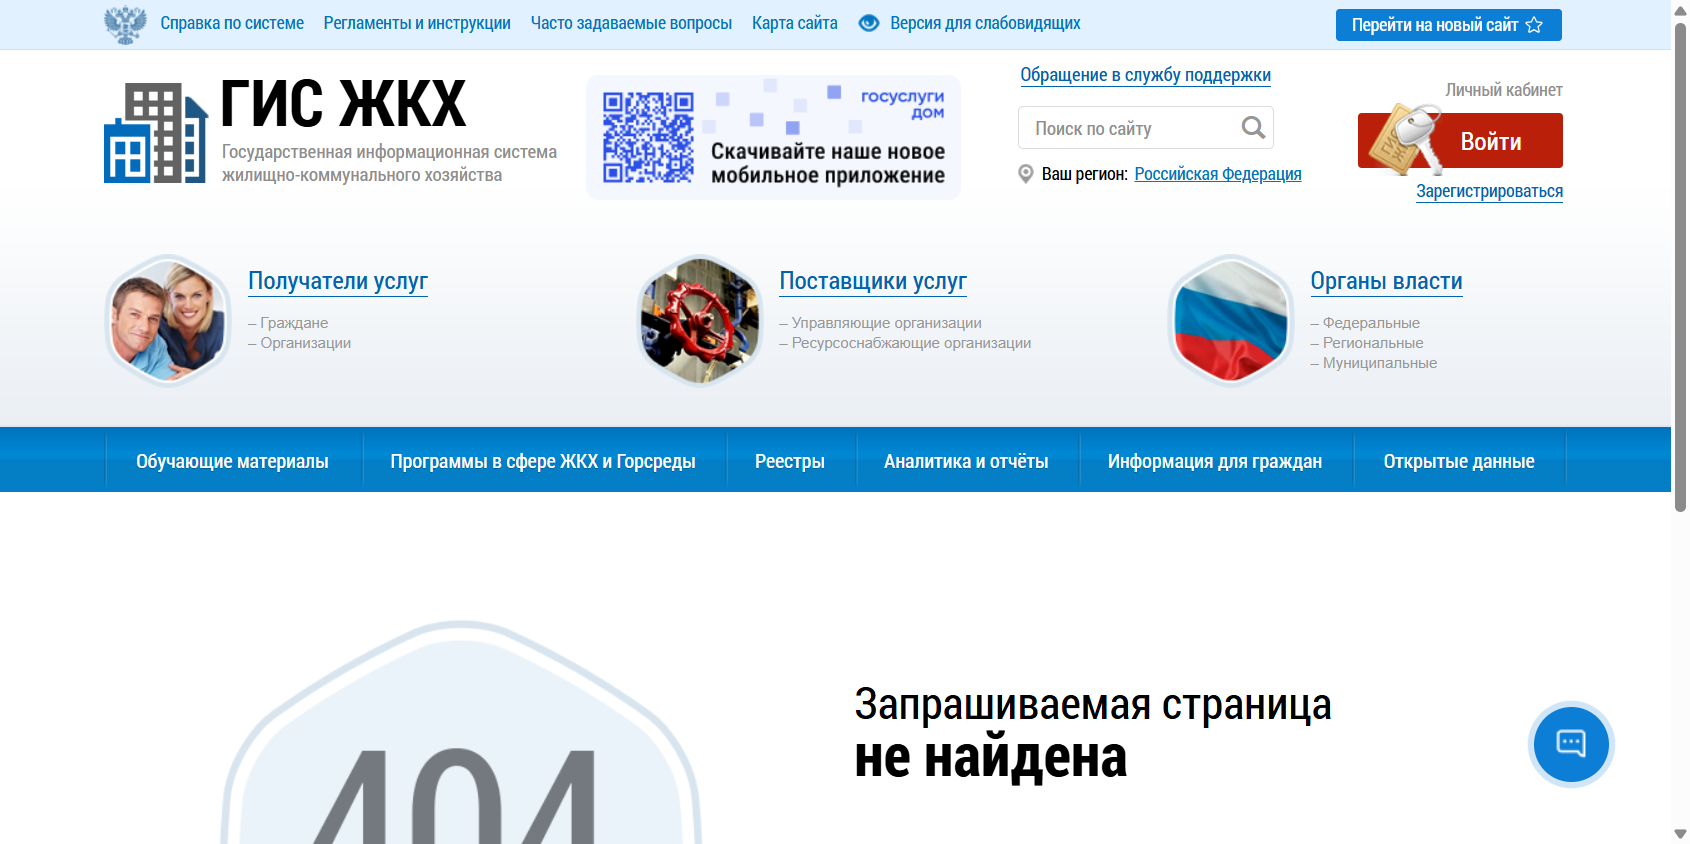 Справка по системе Регламенты и инструкции Часто задаваемые вопросы Карта сайта Версия для слабовидящих Перейти на новый сайт
ГИС ЖКХ
Государственная информационная система
жилищно-коммунального хозяйства
госуслуги
дом
Скачивайте наше новое
мобильное приложение
Обращение в службу поддержки
Поиск по сайту
Ваш регион: Российская Федерация
Личный кабинет
Войти
Зарегистрироваться
Получатели услуг
– Граждане
– Организации
Поставщики услуг
– Управляющие организации
– Ресурсоснабжающие организации
Органы власти
– Федеральные
– Региональные
– Муниципальные
Обучающие материалы Программы в сфере ЖКХ и Горсреды Реестры Аналитика и отчёты Информация для граждан Открытые данные
404
Запрашиваемая страница
не найдена